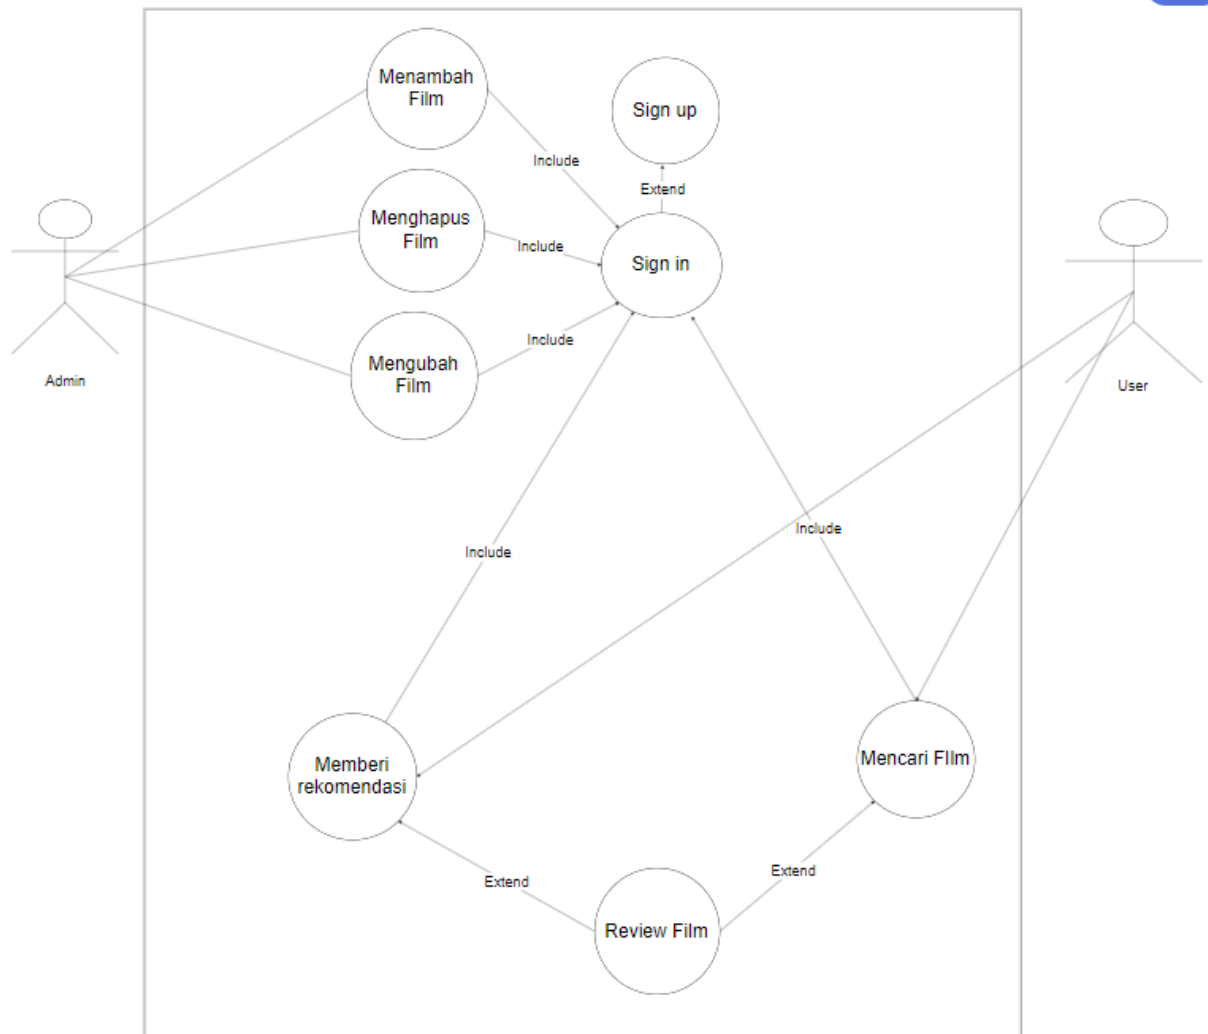 Menambah
Film
Sign up
Include
Extend
Menghapus
Film
Include
Sign in
Include
Mengubah
Film
Admin
User
Include
Include
Memberi
rekomendasi
Mencari FIlm
Extend
Extend
Review Film